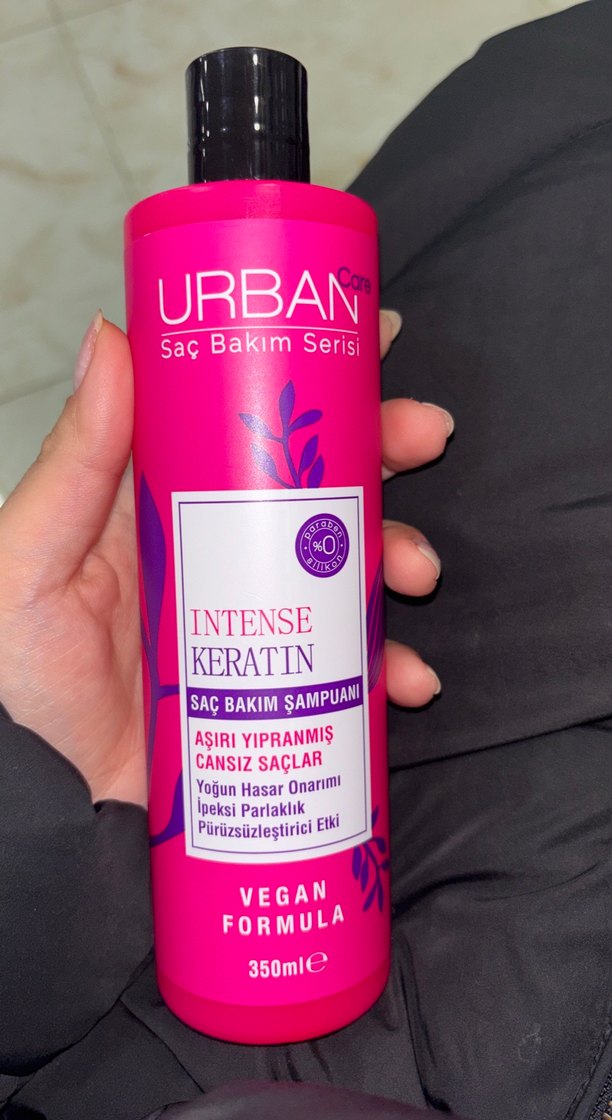 URBAN Care
Saç Bakım Serisi
paraben
%0
silikon
INTENSE
KERATIN
SAÇ BAKIM ŞAMPUANI
AŞIRI YIPRANMIŞ
CANSIZ SAÇLAR
Yoğun Hasar Onarımı
İpeksi Parlaklık
Pürüzsüzleştirici Etki
VEGAN
FORMULA
350ml℮